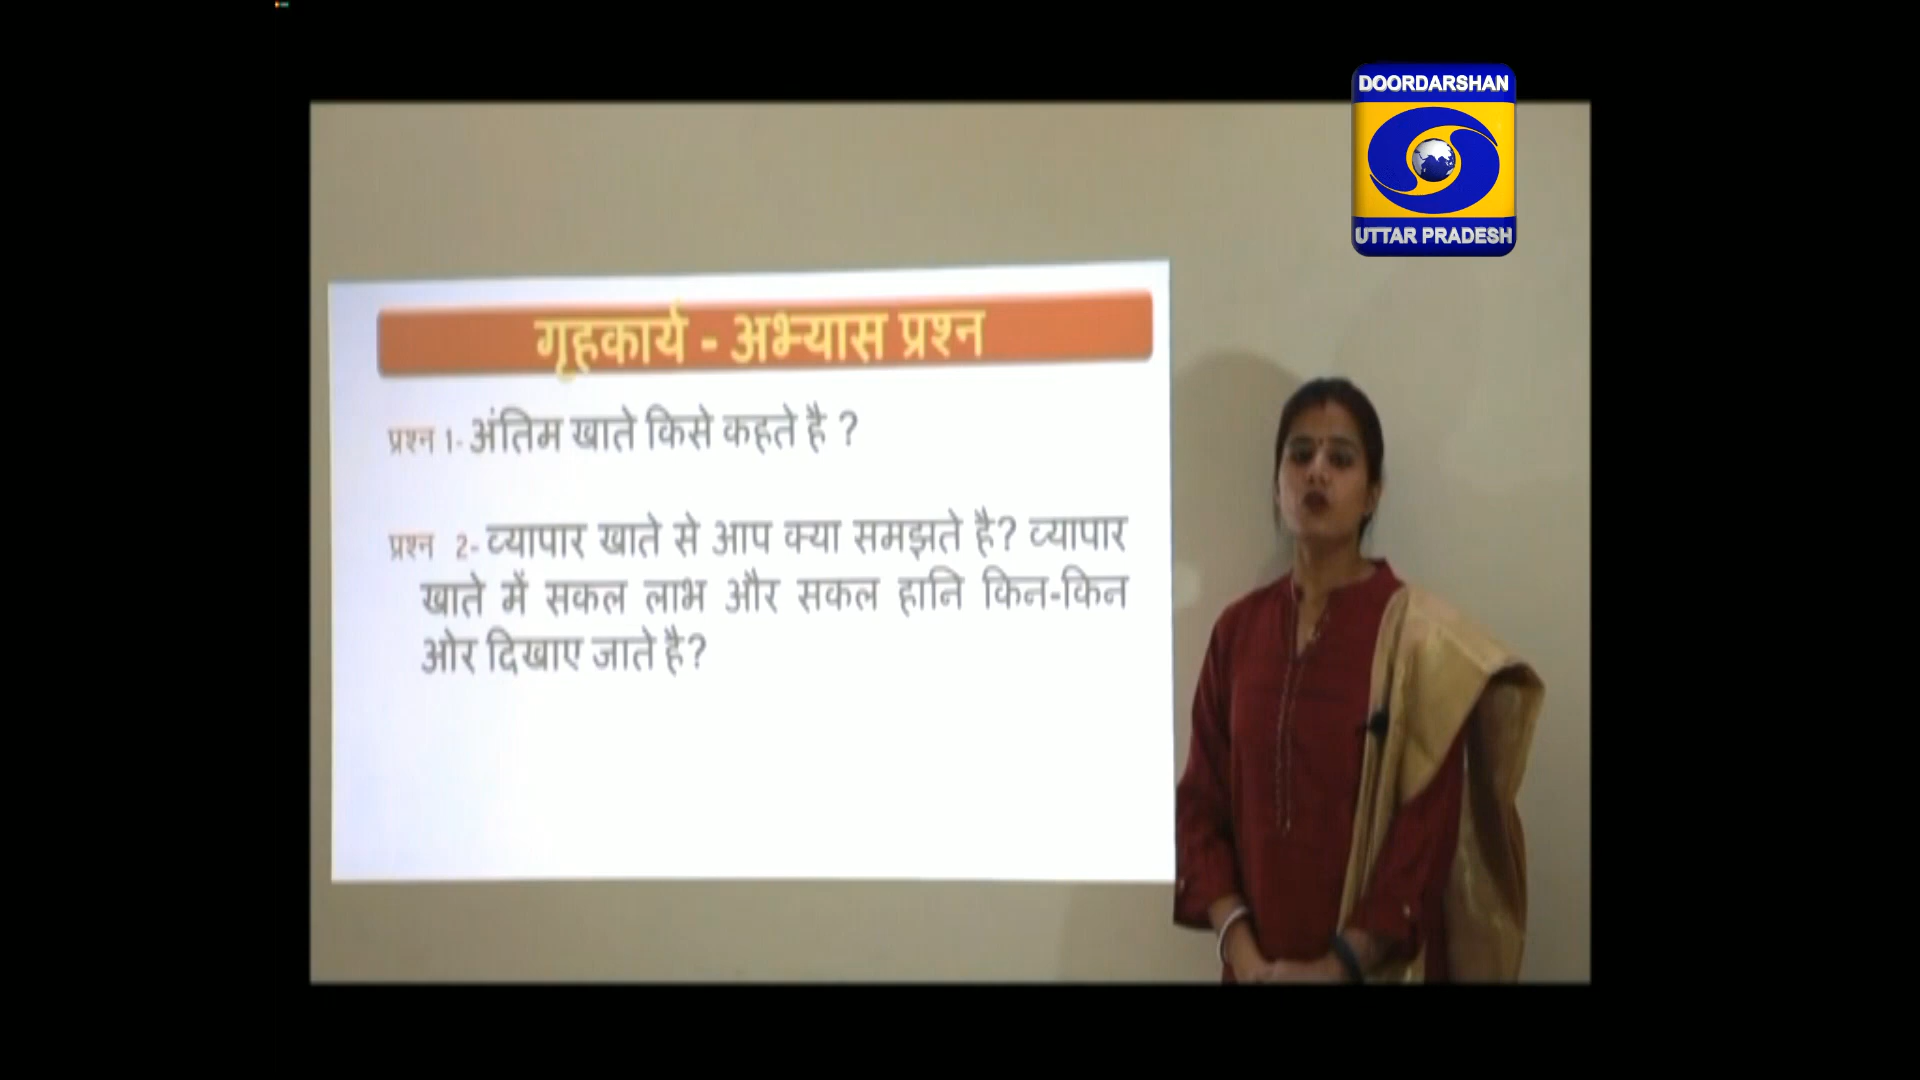 DOORDARSHAN
UTTAR PRADESH
गृहकार्य - अभ्यास प्रश्न
प्रश्न 1- अंतिम खाते किसे कहते है ?
प्रश्न 2- व्यापार खाते से आप क्या समझते है? व्यापार
खाते में सकल लाभ और सकल हानि किन-किन
ओर दिखाए जाते है?